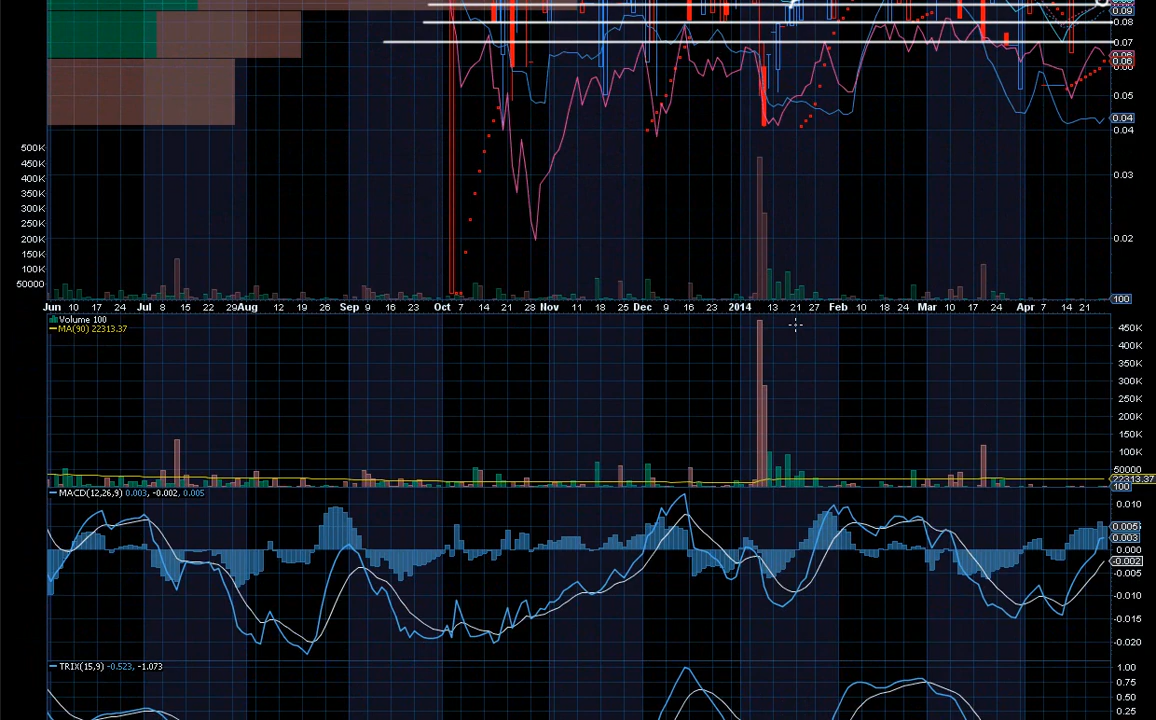 0.09
0.08
0.07
0.06
0.06
0.05
0.04
0.04
0.03
0.02
100
500K
450K
400K
350K
300K
250K
200K
150K
100K
50000
Jun 10 17 24 Jul 8 15 22 29 Aug 12 19 26 Sep 9 16 23 Oct 7 14 21 28 Nov 11 18 25 Dec 9 16 23 2014 13 21 27 Feb 10 18 24 Mar 10 17 24 Apr 7 14 21
Volume 100
MA(90) 22313.37
450K
400K
350K
300K
250K
200K
150K
100K
50000
22313.37
100
MACD(12,26,9) 0.003, -0.002, 0.005
0.010
0.005
0.003
0.000
-0.002
-0.005
-0.010
-0.015
-0.020
TRIX(15,9) -0.523, -1.073
1.00
0.75
0.50
0.25